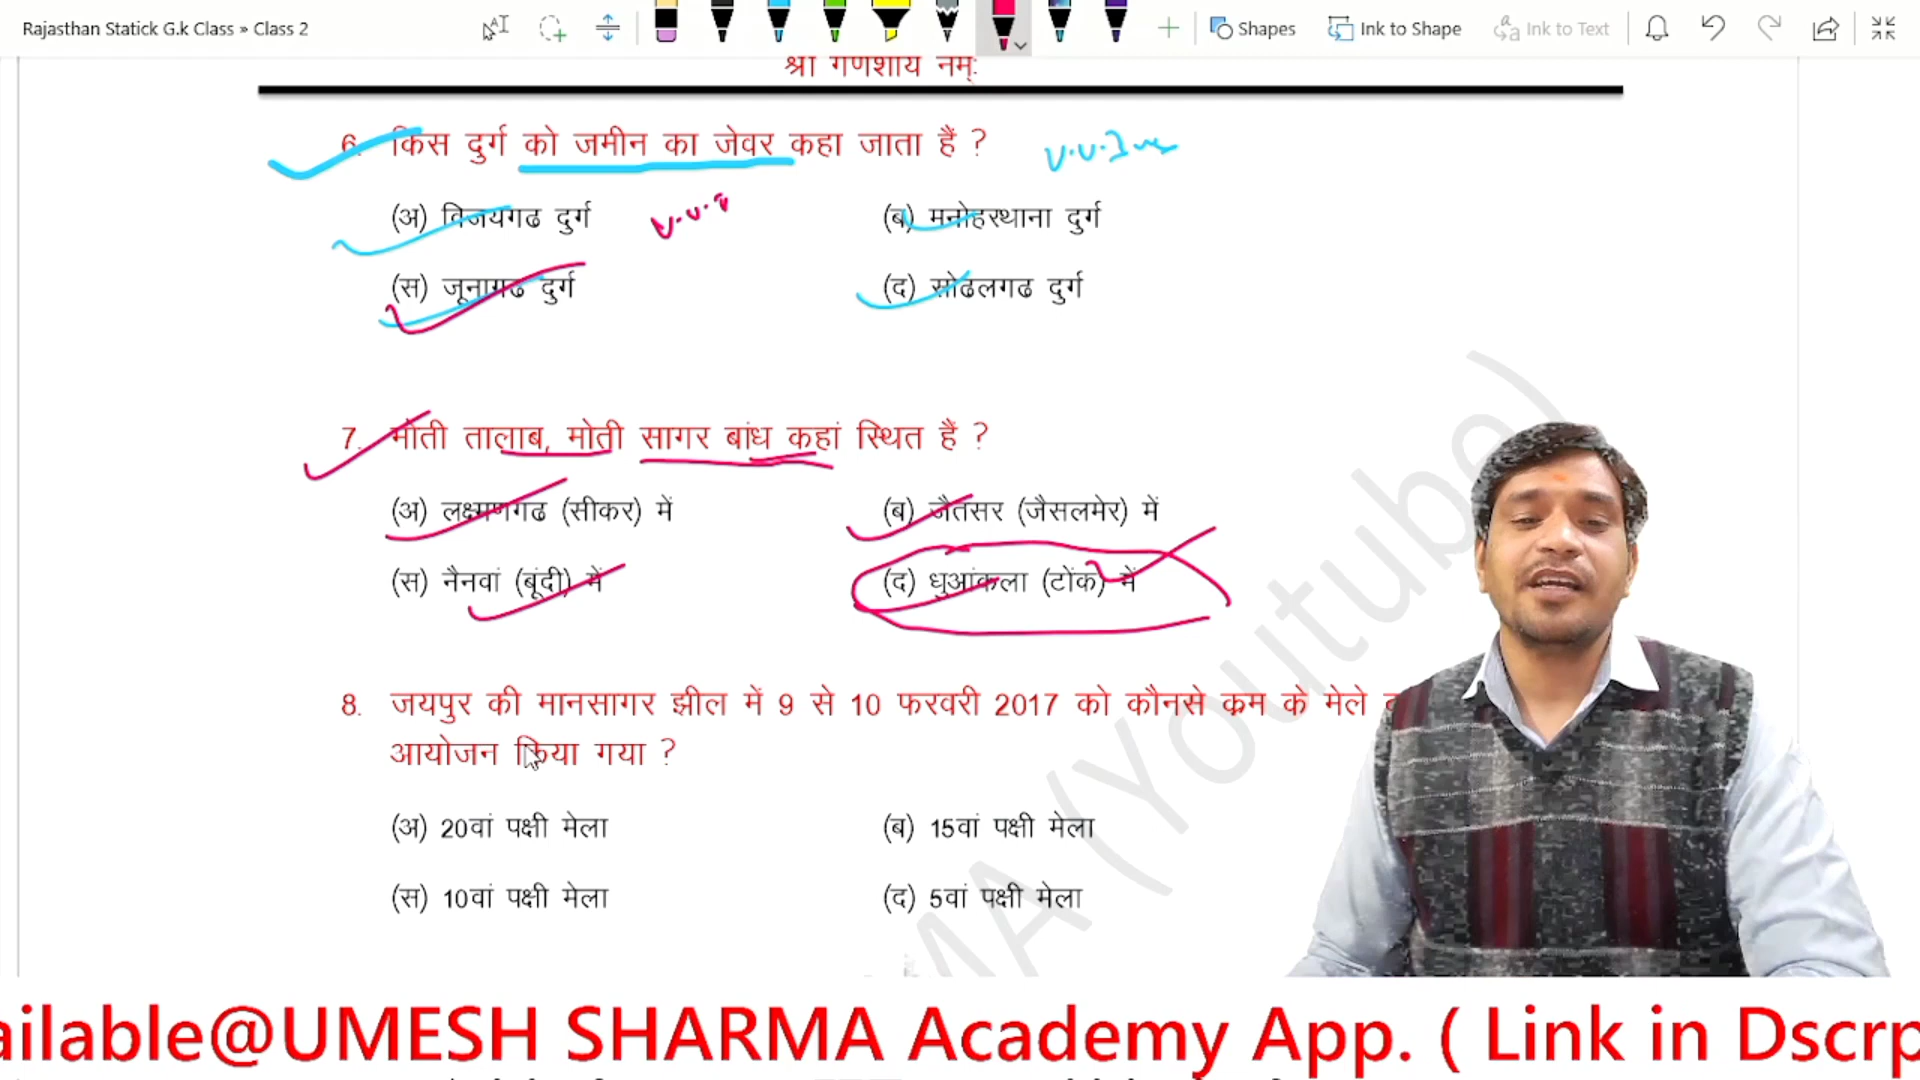 Rajasthan Statick G.k Class » Class 2
Shapes
Ink to Shape
Ink to Text
श्री गणेशाय नम्:
6. किस दुर्ग को जमीन का जेवर कहा जाता हैं ?
(अ) विजयगढ दुर्ग
(ब) मनोहरथाना दुर्ग
(स) जूनागढ दुर्ग
(द) सोढलगढ दुर्ग
7. मोती तालाब, मोती सागर बांध कहां स्थित हैं ?
(अ) लक्ष्मणगढ (सीकर) में
(ब) जैतसर (जैसलमेर) में
(स) नैनवां (बूंदी) में
(द) धुआंकला (टोंक) में
8. जयपुर की मानसागर झील में 9 से 10 फरवरी 2017 को कौनसे क्रम के मेले
आयोजन किया गया ?
(अ) 20वां पक्षी मेला
(ब) 15वां पक्षी मेला
(स) 10वां पक्षी मेला
(द) 5वां पक्षी मेला
MA (Youtube)
ailable@UMESH SHARMA Academy App. ( Link in Dscrp